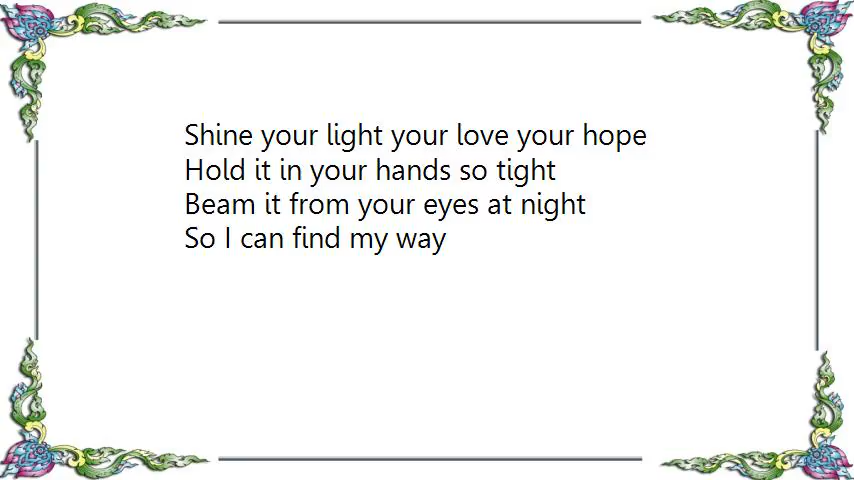 Shine your light your love your hope
Hold it in your hands so tight
Beam it from your eyes at night
So I can find my way